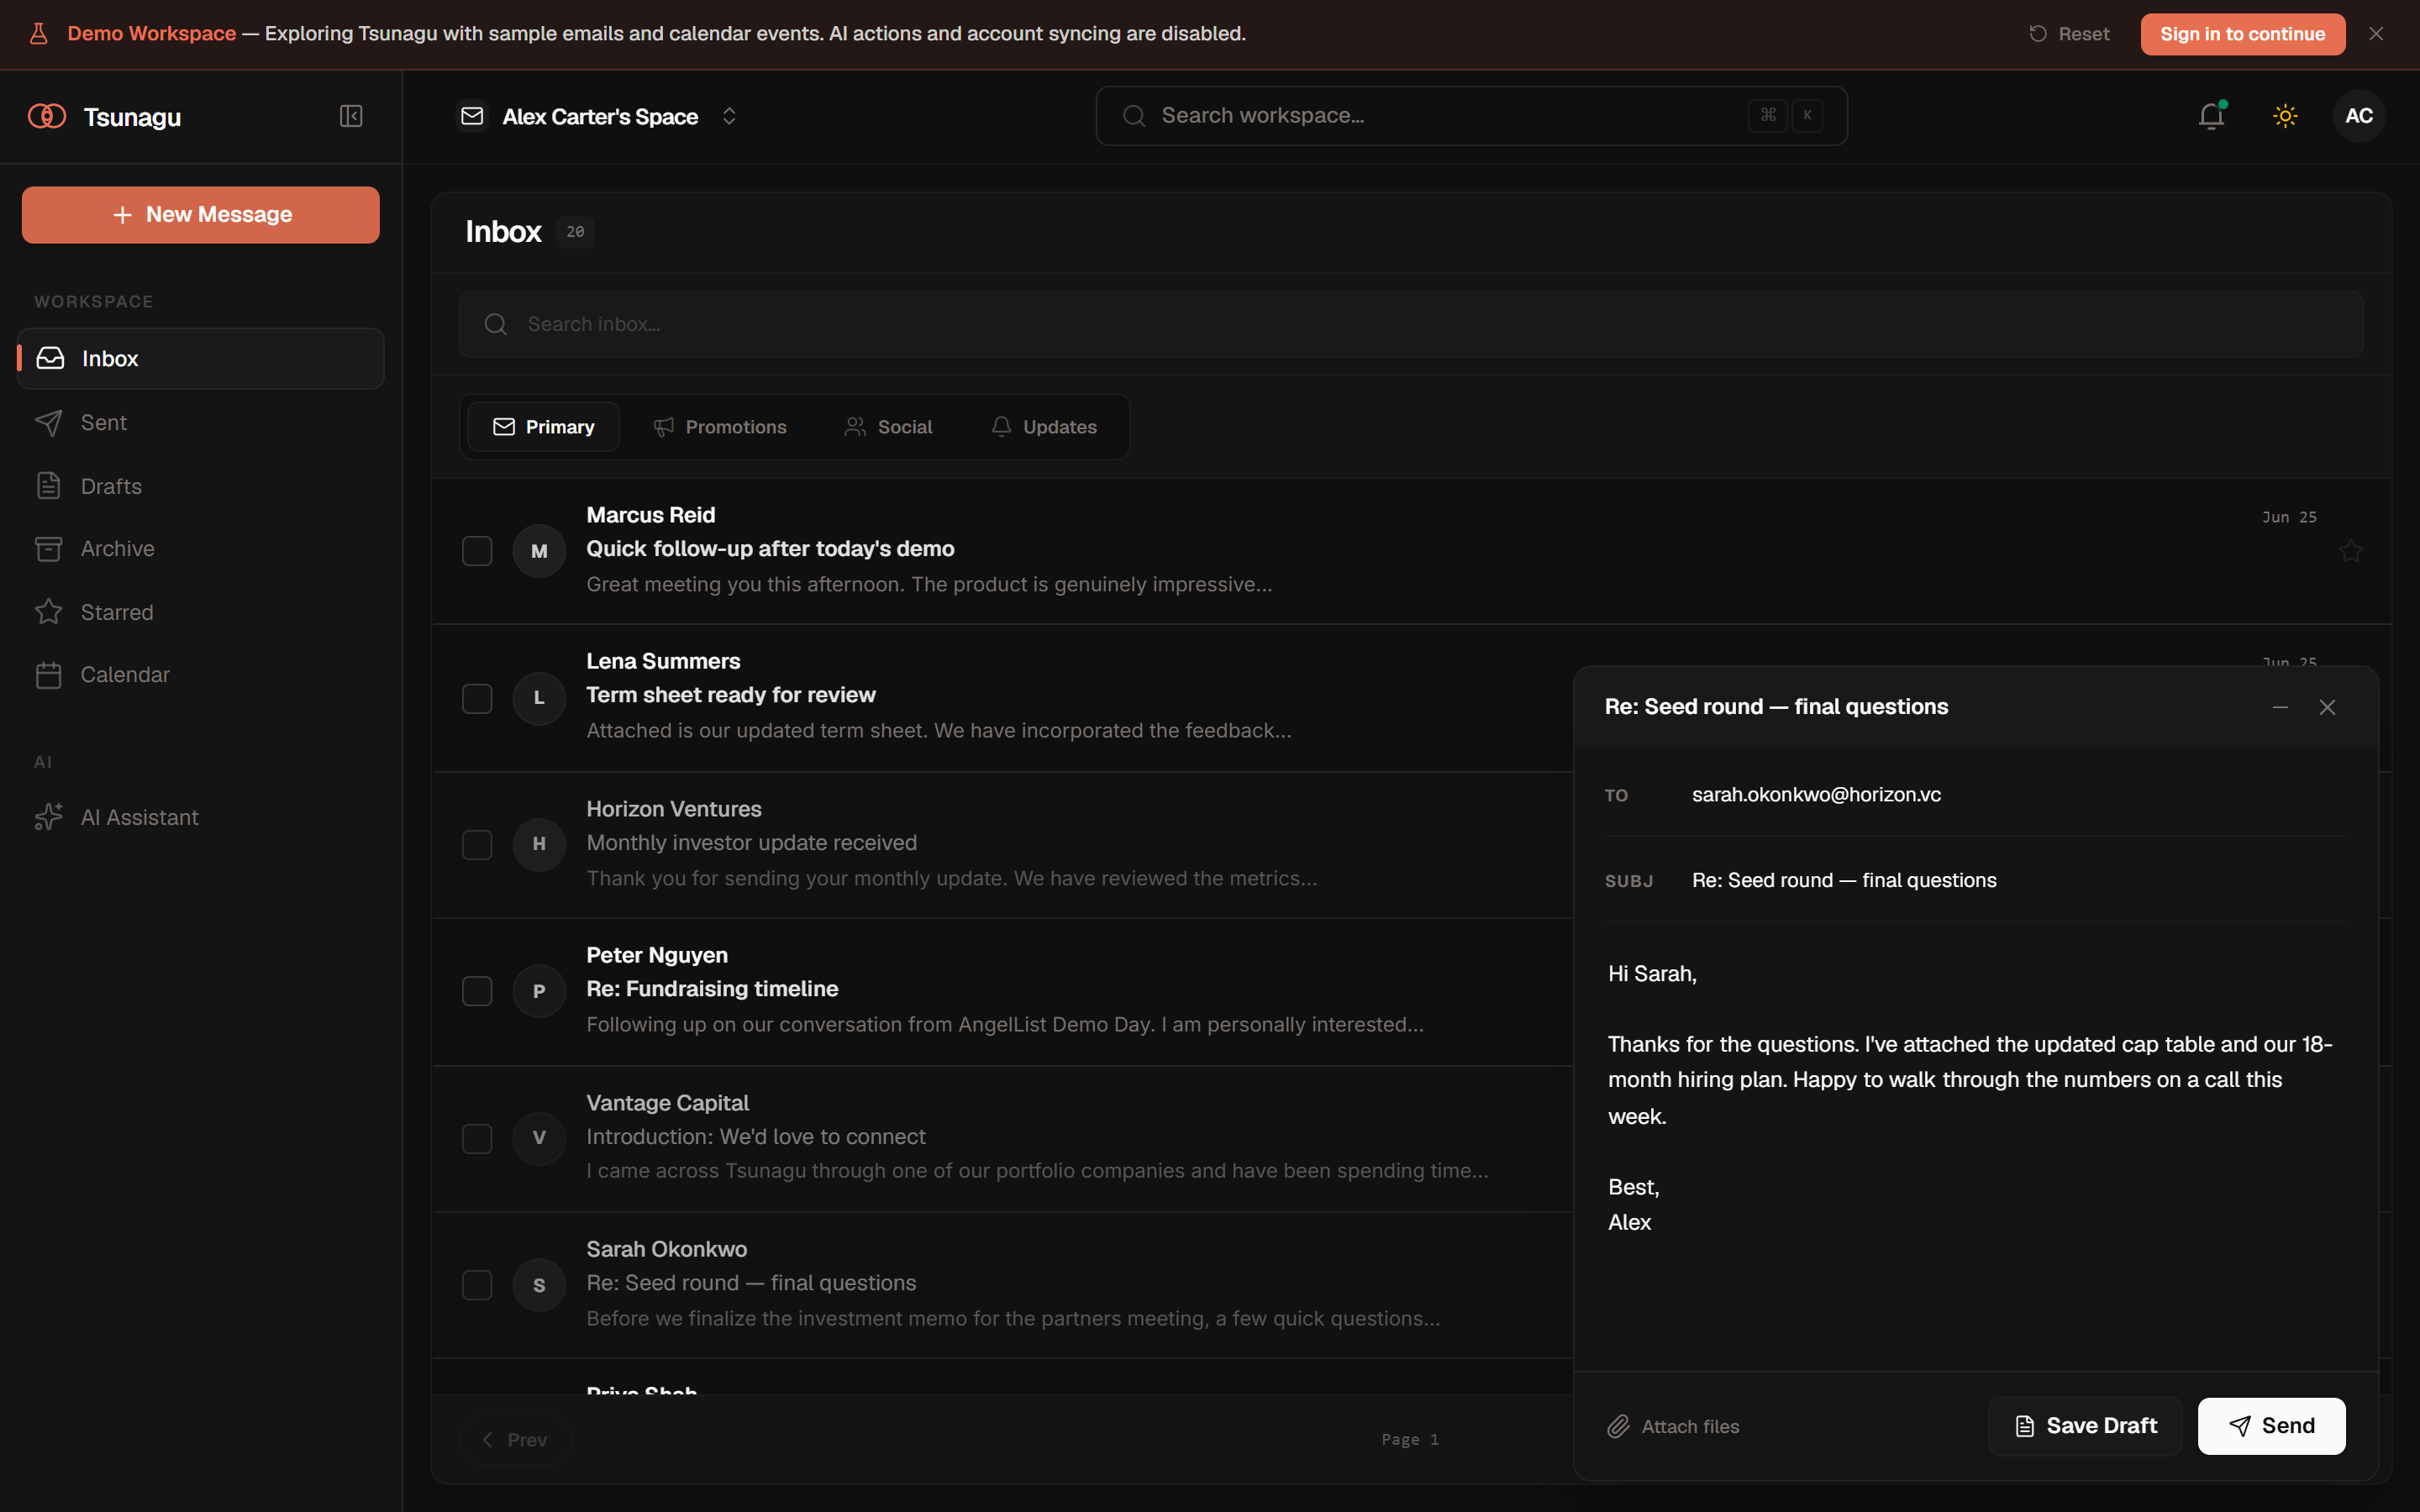 Demo Workspace — Exploring Tsunagu with sample emails and calendar events. AI actions and account syncing are disabled.
Reset
Sign in to continue
Tsunagu
Alex Carter's Space
Search workspace...
⌘ K
AC
New Message
WORKSPACE
Inbox
Sent
Drafts
Archive
Starred
Calendar
AI
AI Assistant
Inbox 20
Search inbox...
Primary
Promotions
Social
Updates
M
Marcus Reid
Jun 25
Quick follow-up after today's demo
Great meeting you this afternoon. The product is genuinely impressive...
L
Lena Summers
Jun 25
Term sheet ready for review
Attached is our updated term sheet. We have incorporated the feedback...
H
Horizon Ventures
Monthly investor update received
Thank you for sending your monthly update. We have reviewed the metrics...
P
Peter Nguyen
Re: Fundraising timeline
Following up on our conversation from AngelList Demo Day. I am personally interested...
V
Vantage Capital
Introduction: We'd love to connect
I came across Tsunagu through one of our portfolio companies and have been spending time...
S
Sarah Okonkwo
Re: Seed round — final questions
Before we finalize the investment memo for the partners meeting, a few quick questions...
Priya Shah
Prev
Page 1
Re: Seed round — final questions
TO sarah.okonkwo@horizon.vc
SUBJ Re: Seed round — final questions
Hi Sarah,
Thanks for the questions. I've attached the updated cap table and our 18-
month hiring plan. Happy to walk through the numbers on a call this
week.
Best,
Alex
Attach files
Save Draft
Send